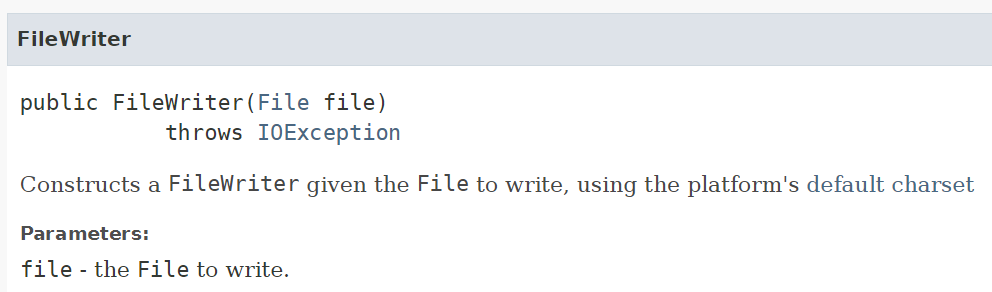 FileWriter
public FileWriter(File file)
throws IOException
Constructs a FileWriter given the File to write, using the platform's default charset
Parameters:
file - the File to write.